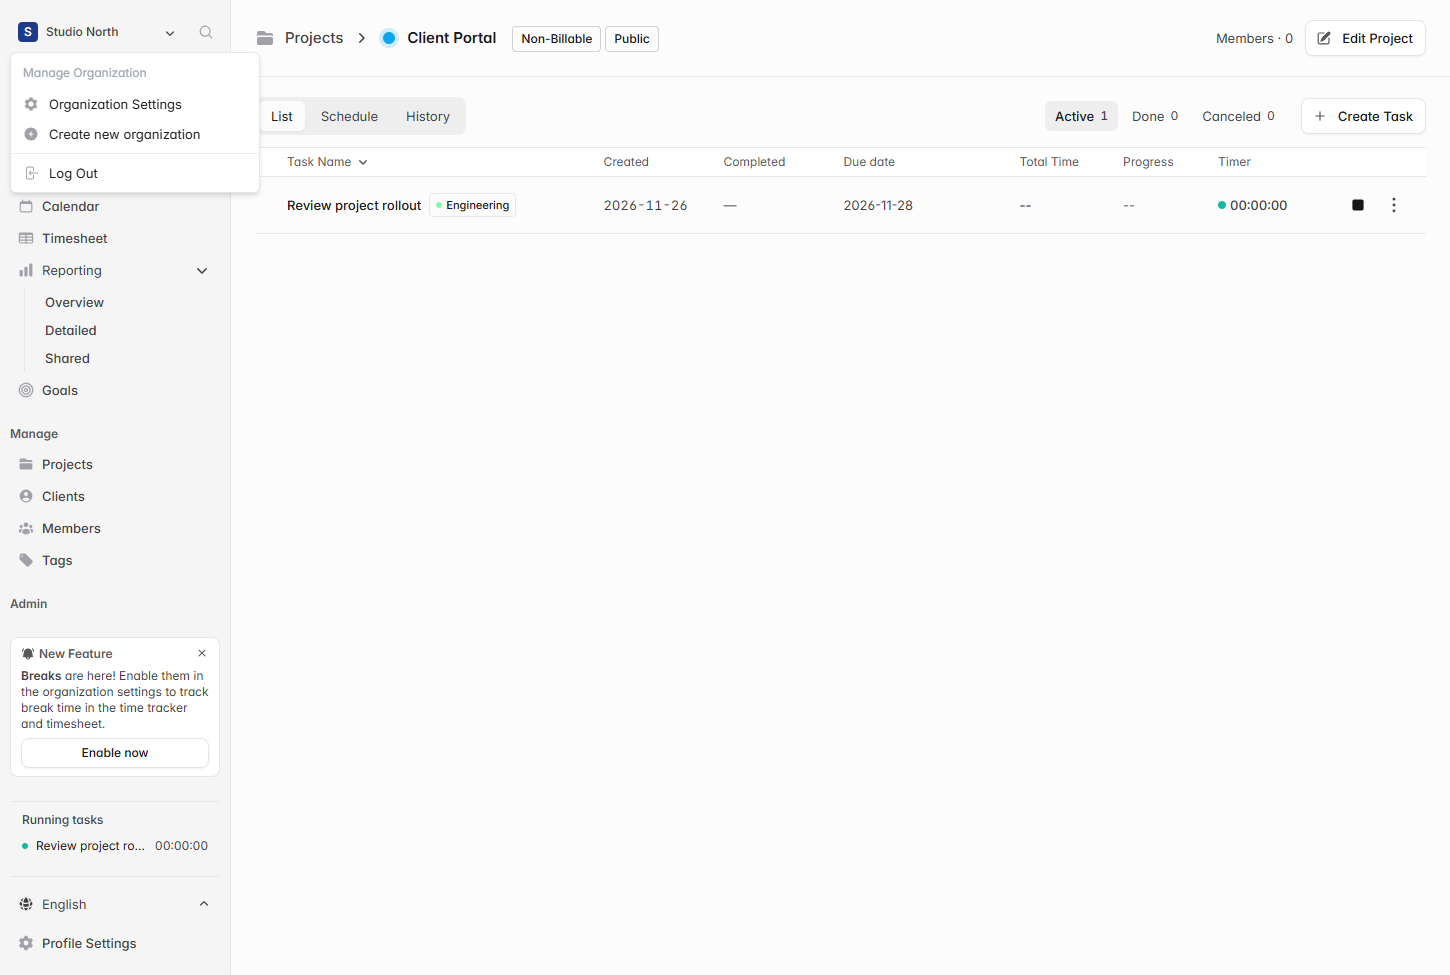 S Studio North
Manage Organization
Organization Settings
Create new organization
Log Out
Calendar
Timesheet
Reporting
Overview
Detailed
Shared
Goals
Manage
Projects
Clients
Members
Tags
Admin
New Feature
Breaks are here! Enable them in
the organization settings to track
break time in the time tracker
and timesheet.
Enable now
Running tasks
Review project ro... 00:00:00
English
Profile Settings
Projects Client Portal Non-Billable Public Members · 0 Edit Project
List Schedule History Active 1 Done 0 Canceled 0 Create Task
Task Name Created Completed Due date Total Time Progress Timer
Review project rollout Engineering 2026-11-26 — 2026-11-28 -- -- 00:00:00